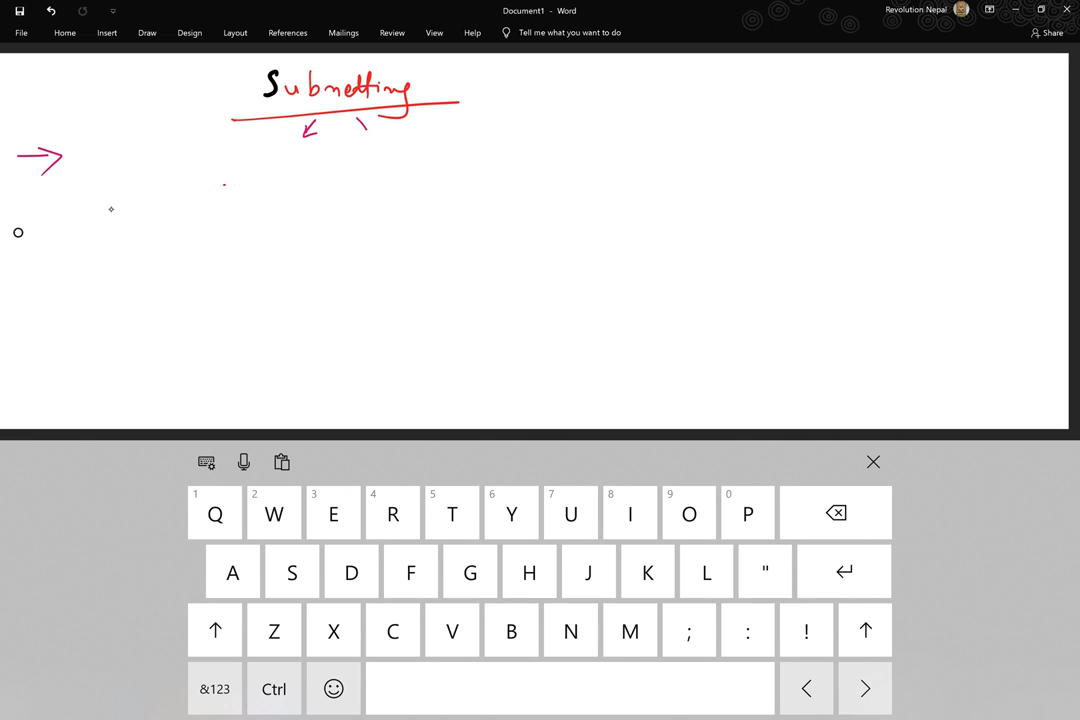 Document1 - Word
Revolution Nepal
File Home Insert Draw Design Layout References Mailings Review View Help Tell me what you want to do Share
Subnetting
1 2 3 4 5 6 7 8 9 0
Q W E R T Y U I O P
A S D F G H J K L "
Z X C V B N M ; : !
&123 Ctrl